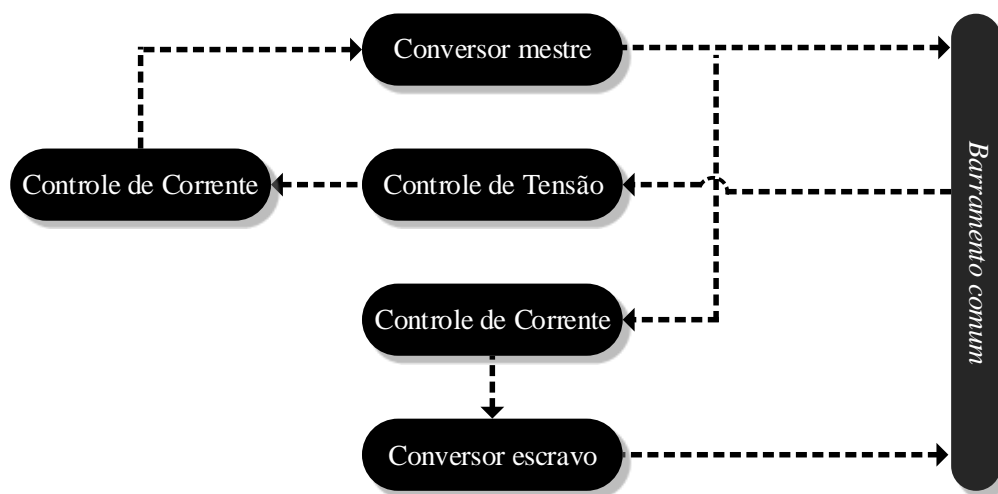 Conversor mestre
Controle de Corrente
Controle de Tensão
Controle de Corrente
Conversor escravo
Barramento comum